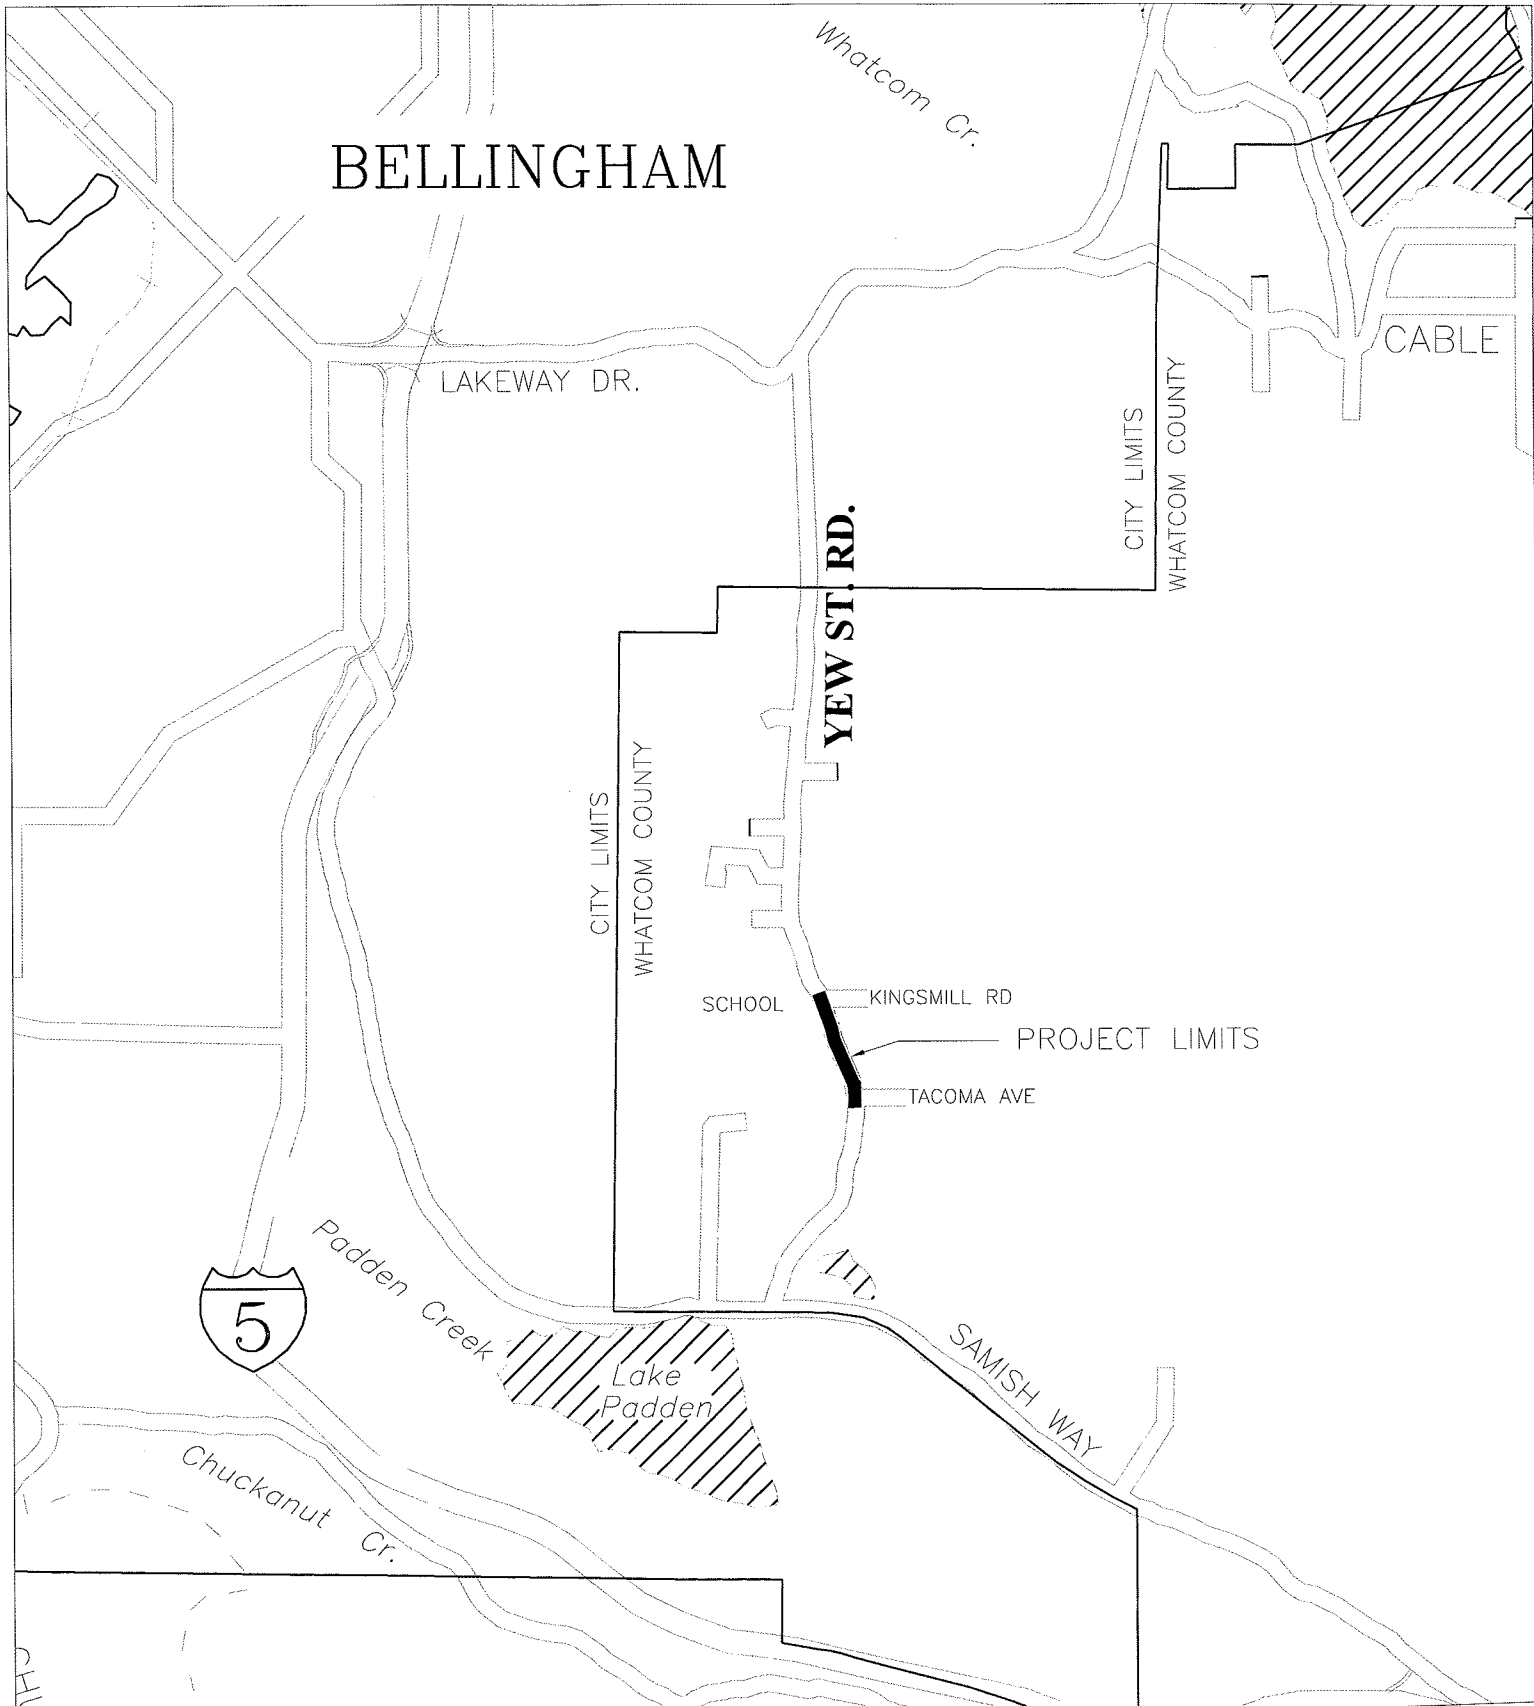 Whatcom Cr.
BELLINGHAM
CABLE
LAKEWAY DR.
CITY LIMITS
WHATCOM COUNTY
YEW ST. RD.
CITY LIMITS
WHATCOM COUNTY
SCHOOL
KINGSMILL RD
PROJECT LIMITS
TACOMA AVE
Padden Creek
5
SAMISH WAY
Lake
Padden
Chuckanut Cr.